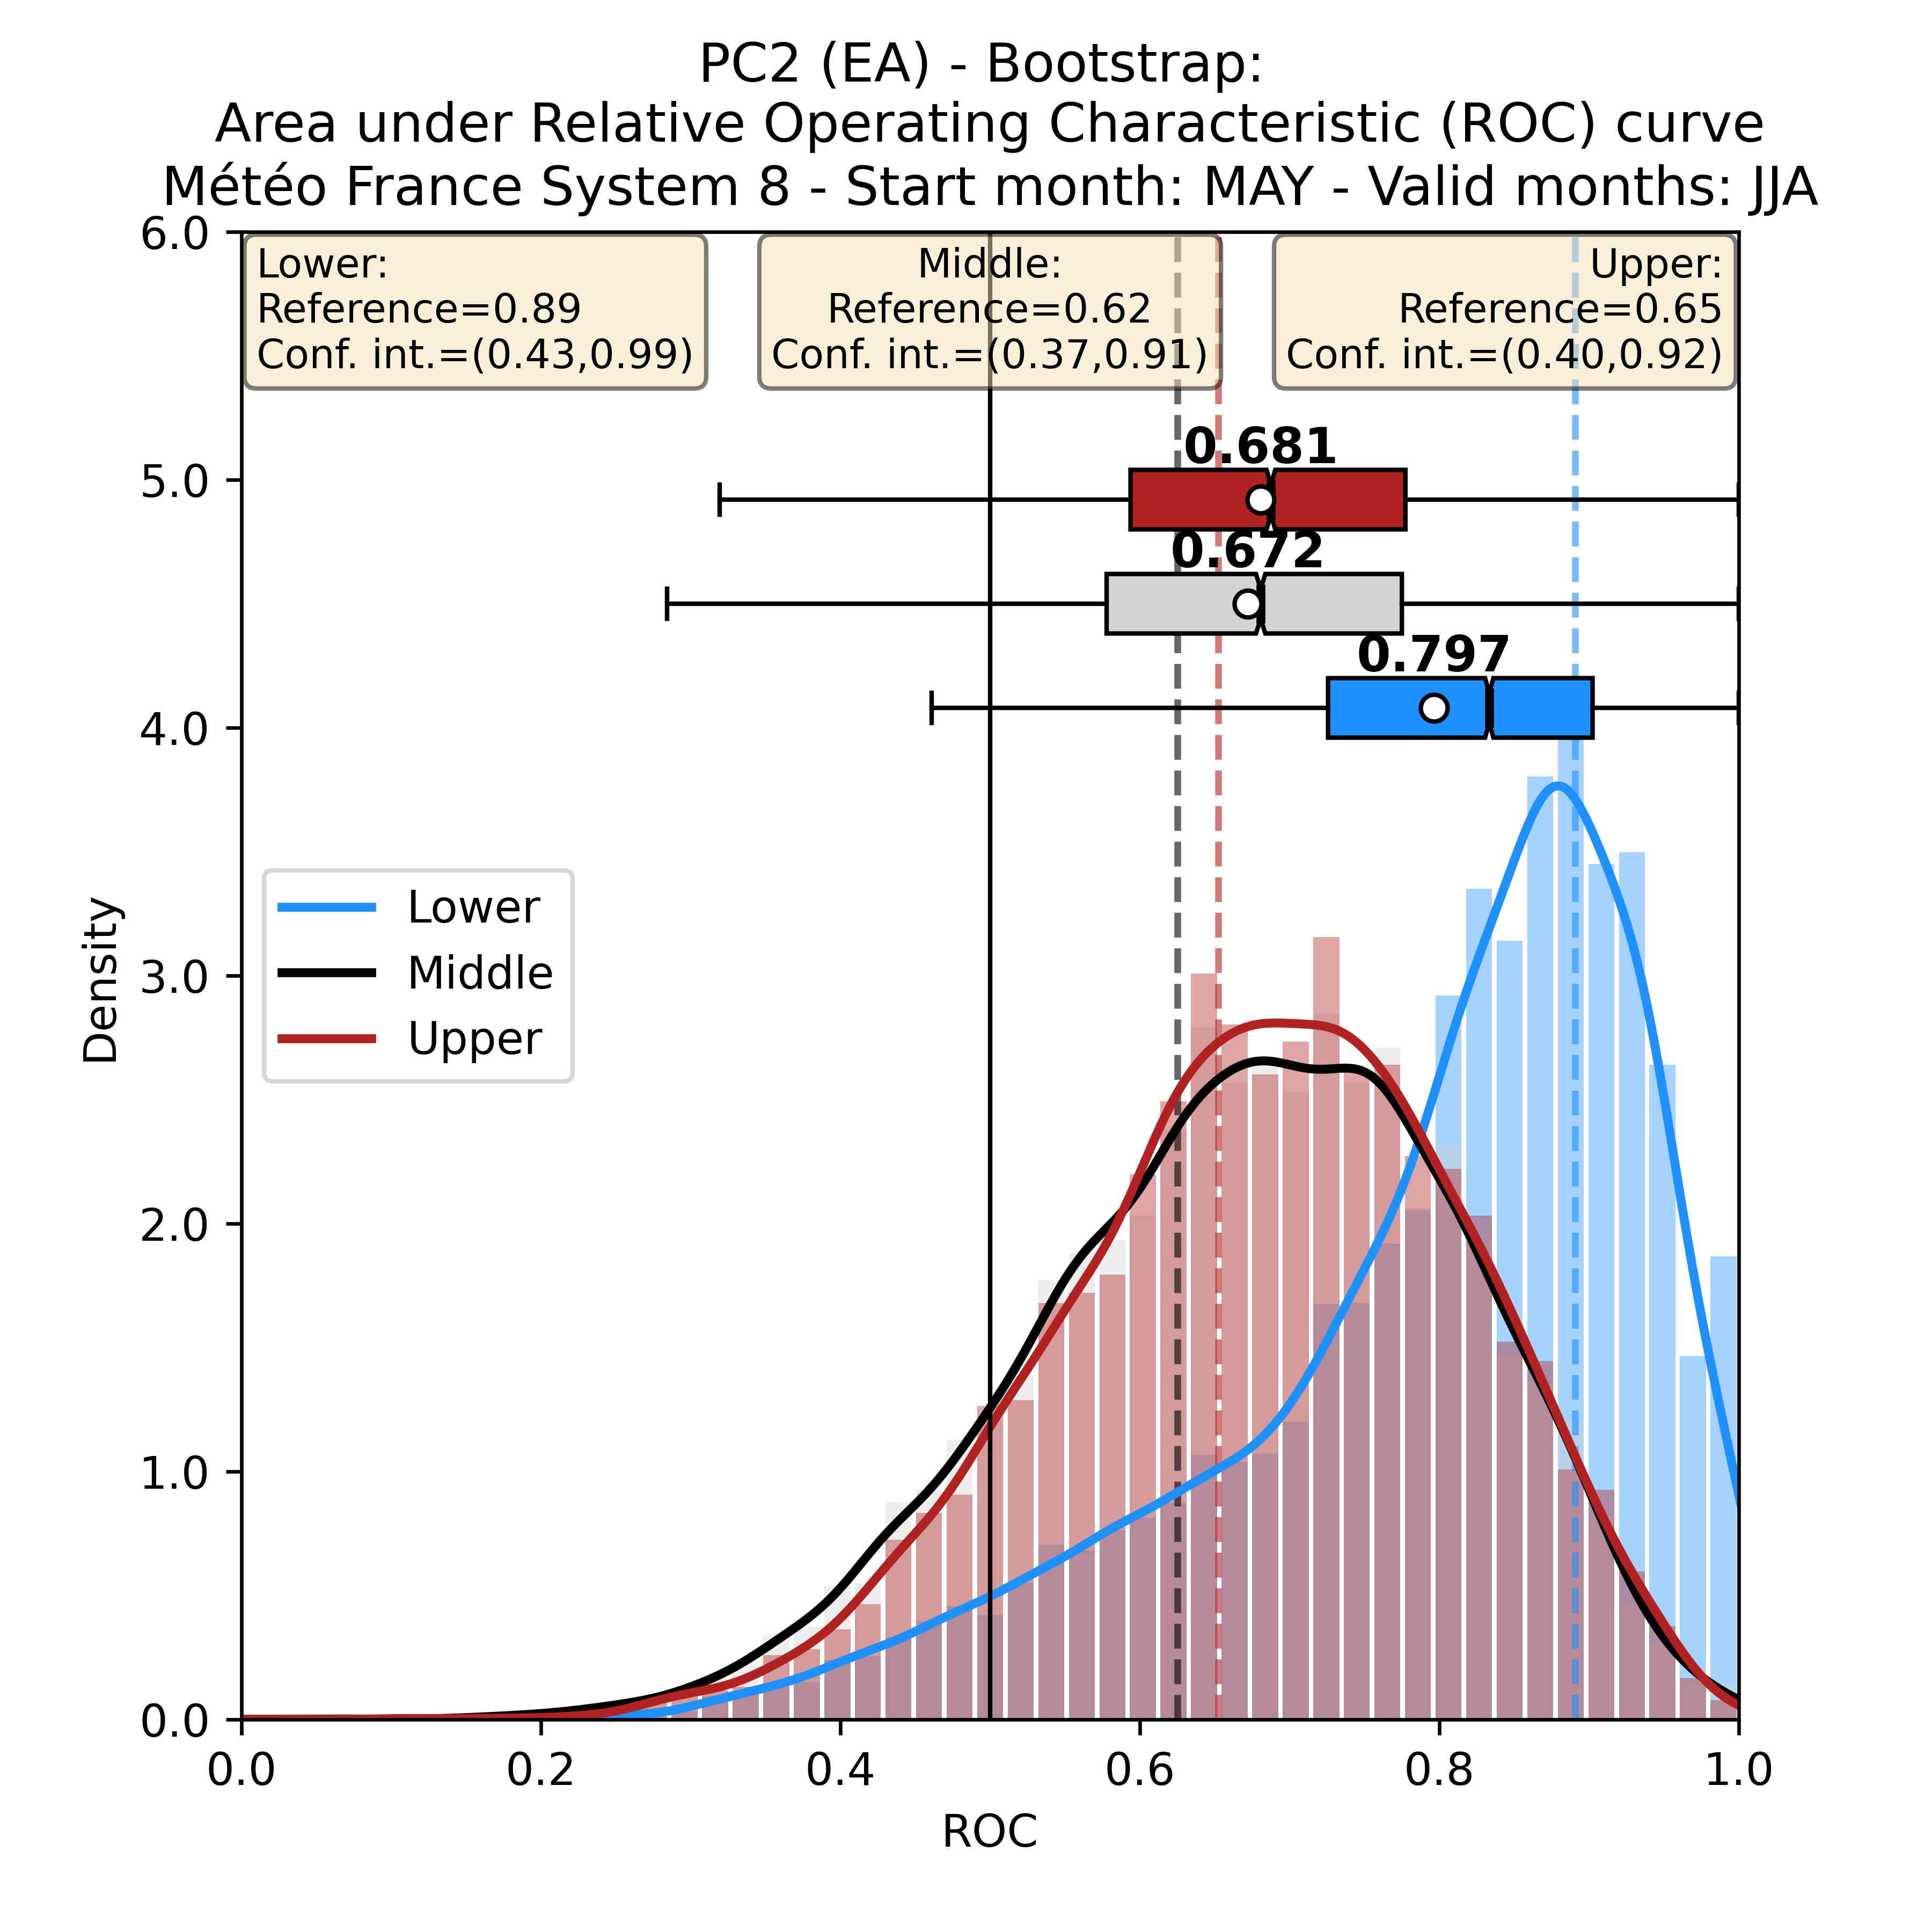 PC2 (EA) - Bootstrap:
Area under Relative Operating Characteristic (ROC) curve
Météo France System 8 - Start month: MAY - Valid months: JJA
Lower:
Reference=0.89
Conf. int.=(0.43,0.99)
Middle:
Reference=0.62
Conf. int.=(0.37,0.91)
Upper:
Reference=0.65
Conf. int.=(0.40,0.92)
0.681
0.672
0.797
Lower
Middle
Upper
Density
6.0
5.0
4.0
3.0
2.0
1.0
0.0
0.0 0.2 0.4 0.6 0.8 1.0
ROC